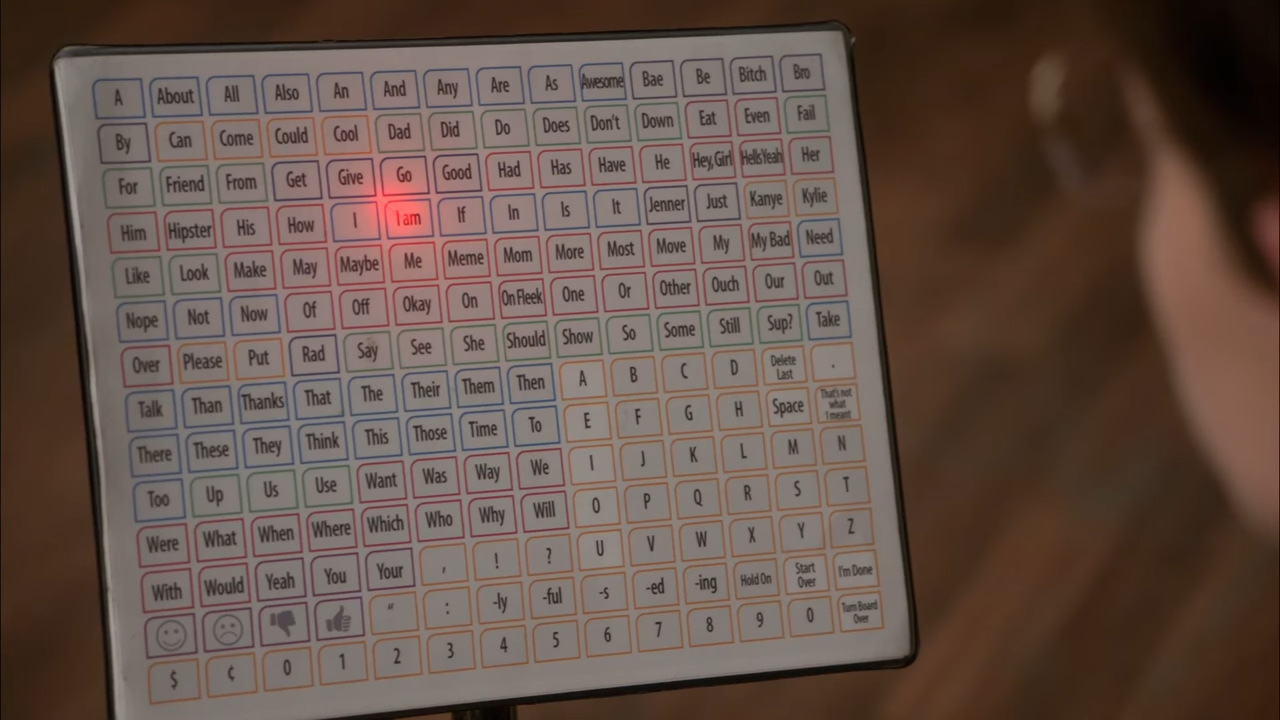 A About All Also An And Any Are As Awesome Bae Be Bitch Bro
By Can Come Could Cool Dad Did Do Does Don't Down Eat Even Fail
For Friend From Get Give Go Good Had Has Have He Hey, Girl Hells Yeah Her
Him Hipster His How I I am If In Is It Jenner Just Kanye Kylie
Like Look Make May Maybe Me Meme Mom More Most Move My My Bad Need
Nope Not Now Of Off Okay On On Fleek One Or Other Ouch Our Out
Over Please Put Rad Say See She Should Show So Some Still Sup? Take
Talk Than Thanks That The Their Them Then A B C D Delete Last .
There These They Think This Those Time To E F G H Space That's not what I meant
Too Up Us Use Want Was Way We I J K L M N
Were What When Where Which Who Why Will O P Q R S T
With Would Yeah You Your , ! ? U V W X Y Z
“ : -ly -ful -s -ed -ing Hold On Start Over I'm Done
$ ¢ 0 1 2 3 4 5 6 7 8 9 0 Turn Board Over